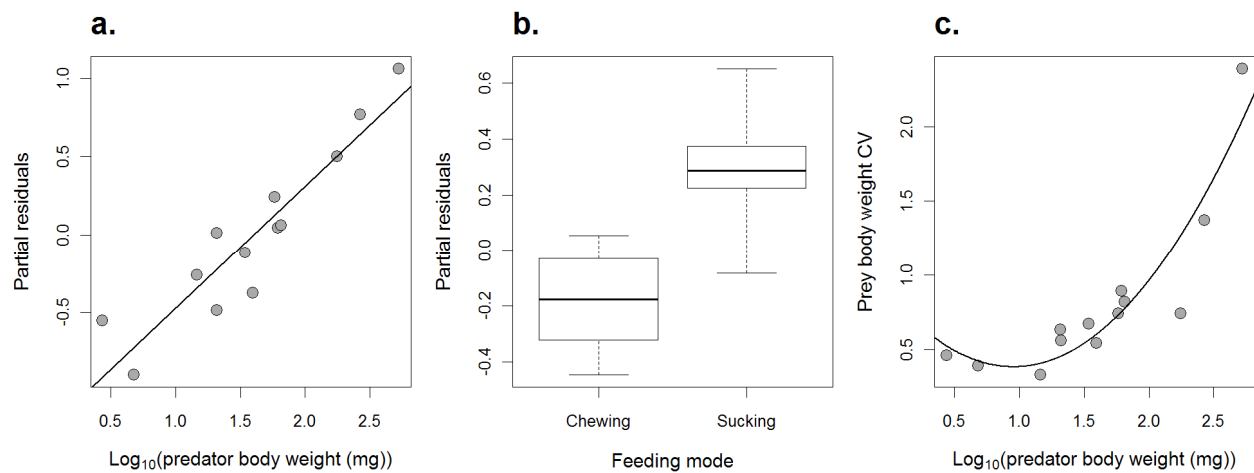 a.
Partial residuals
1.0
0.5
0.0
-0.5
0.5 1.0 1.5 2.0 2.5
Log₁₀(predator body weight (mg))
b.
Partial residuals
0.6
0.4
0.2
0.0
-0.2
-0.4
Chewing Sucking
Feeding mode
c.
Prey body weight CV
2.0
1.5
1.0
0.5
0.5 1.0 1.5 2.0 2.5
Log₁₀(predator body weight (mg))